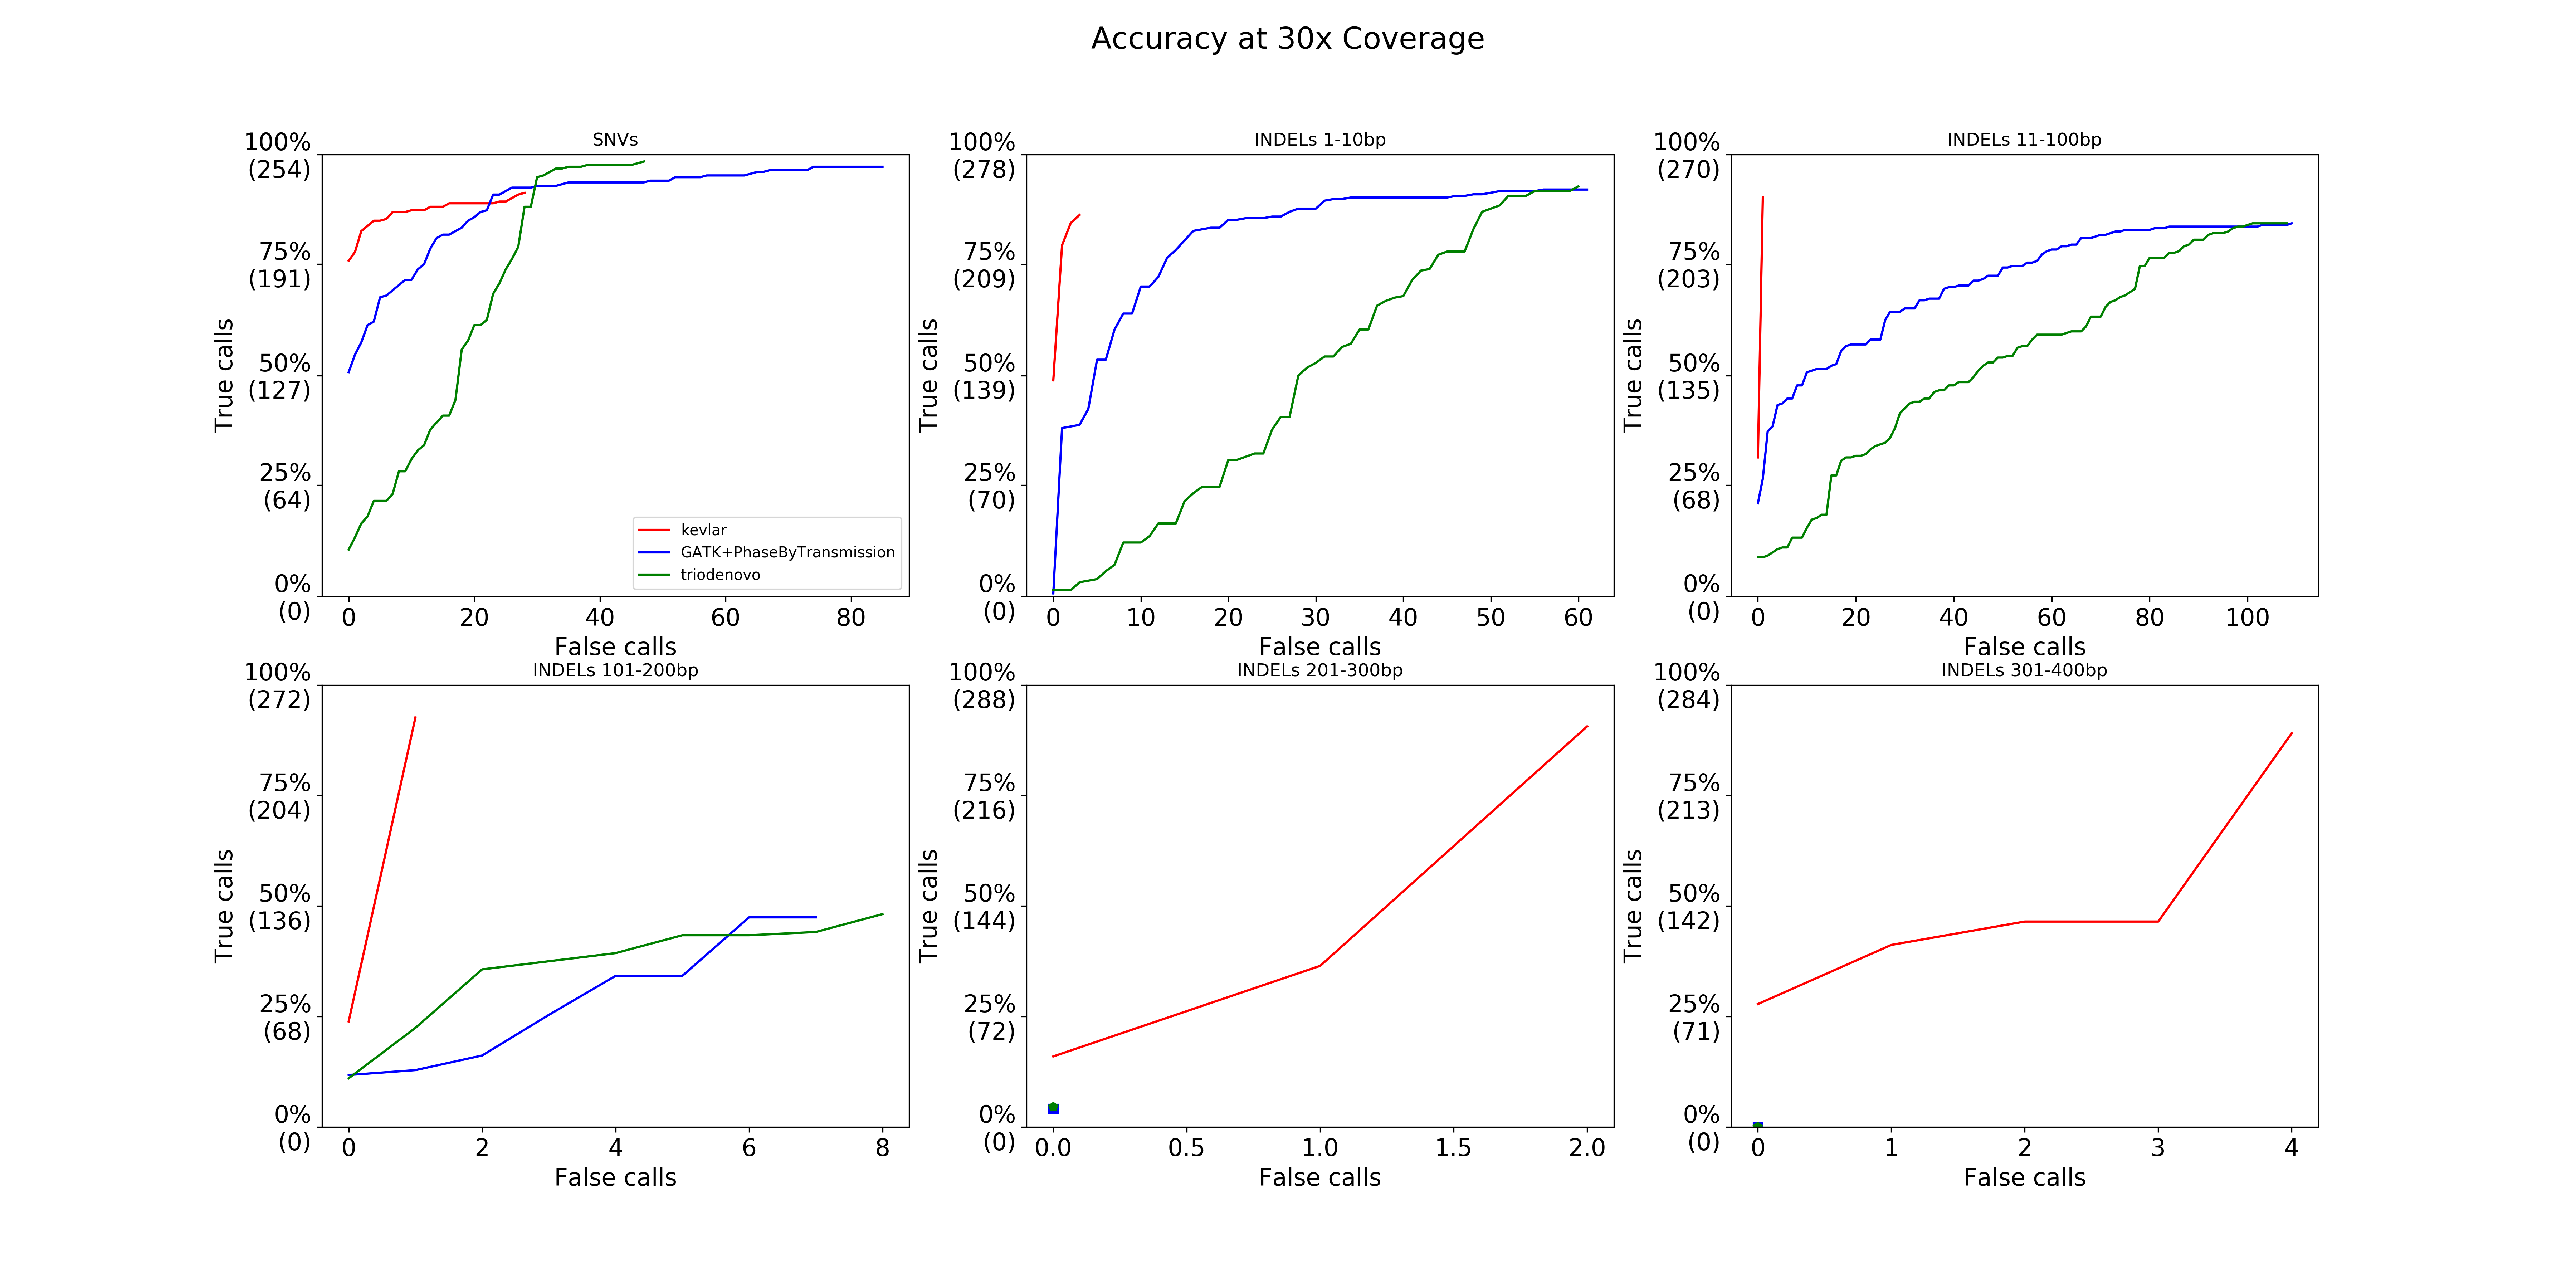 Accuracy at 30x Coverage
SNVs
100%
(254)
75%
(191)
50%
(127)
25%
(64)
0%
(0)
True calls
0 20 40 60 80
False calls
kevlar
GATK+PhaseByTransmission
triodenovo
INDELs 1-10bp
100%
(278)
75%
(209)
50%
(139)
25%
(70)
0%
(0)
True calls
0 10 20 30 40 50 60
False calls
INDELs 11-100bp
100%
(270)
75%
(203)
50%
(135)
25%
(68)
0%
(0)
True calls
0 20 40 60 80 100
False calls
INDELs 101-200bp
100%
(272)
75%
(204)
50%
(136)
25%
(68)
0%
(0)
True calls
0 2 4 6 8
False calls
INDELs 201-300bp
100%
(288)
75%
(216)
50%
(144)
25%
(72)
0%
(0)
True calls
0.0 0.5 1.0 1.5 2.0
False calls
INDELs 301-400bp
100%
(284)
75%
(213)
50%
(142)
25%
(71)
0%
(0)
True calls
0 1 2 3 4
False calls